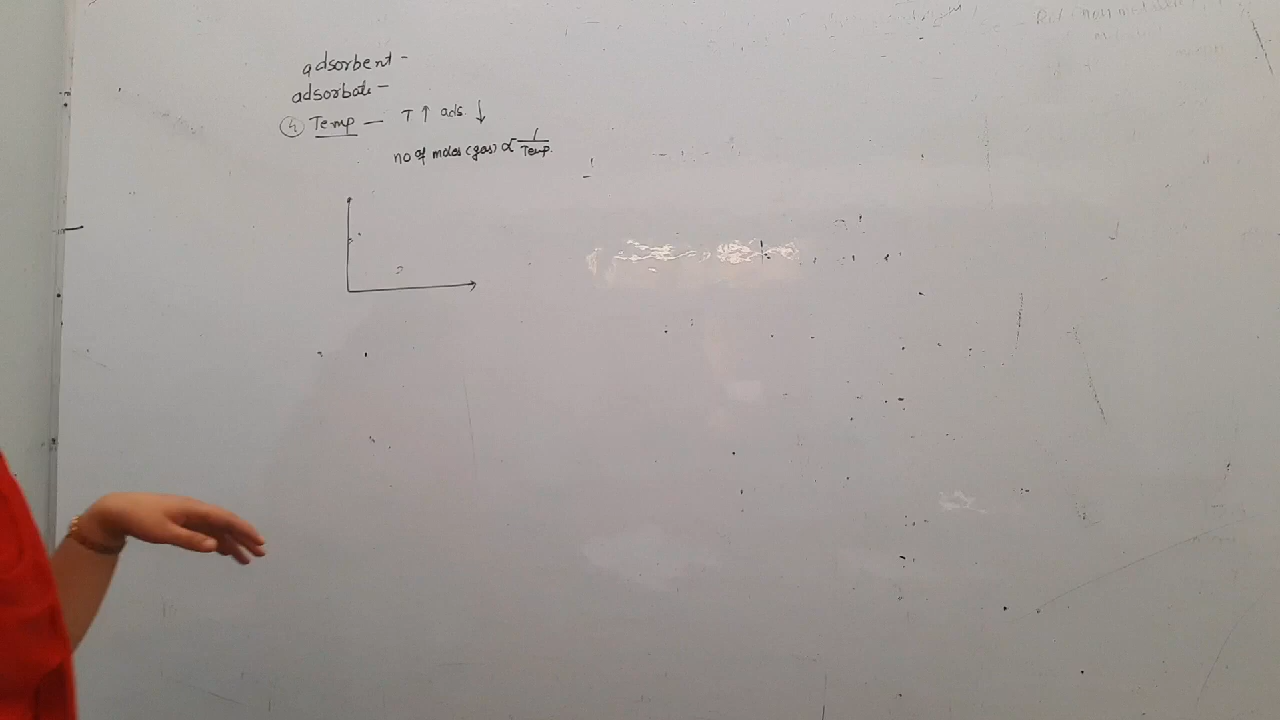 adsorbent -
adsorbate -
④ Temp — T ↑ ads. ↓
no of moles (gas) ∝ 1/Temp.